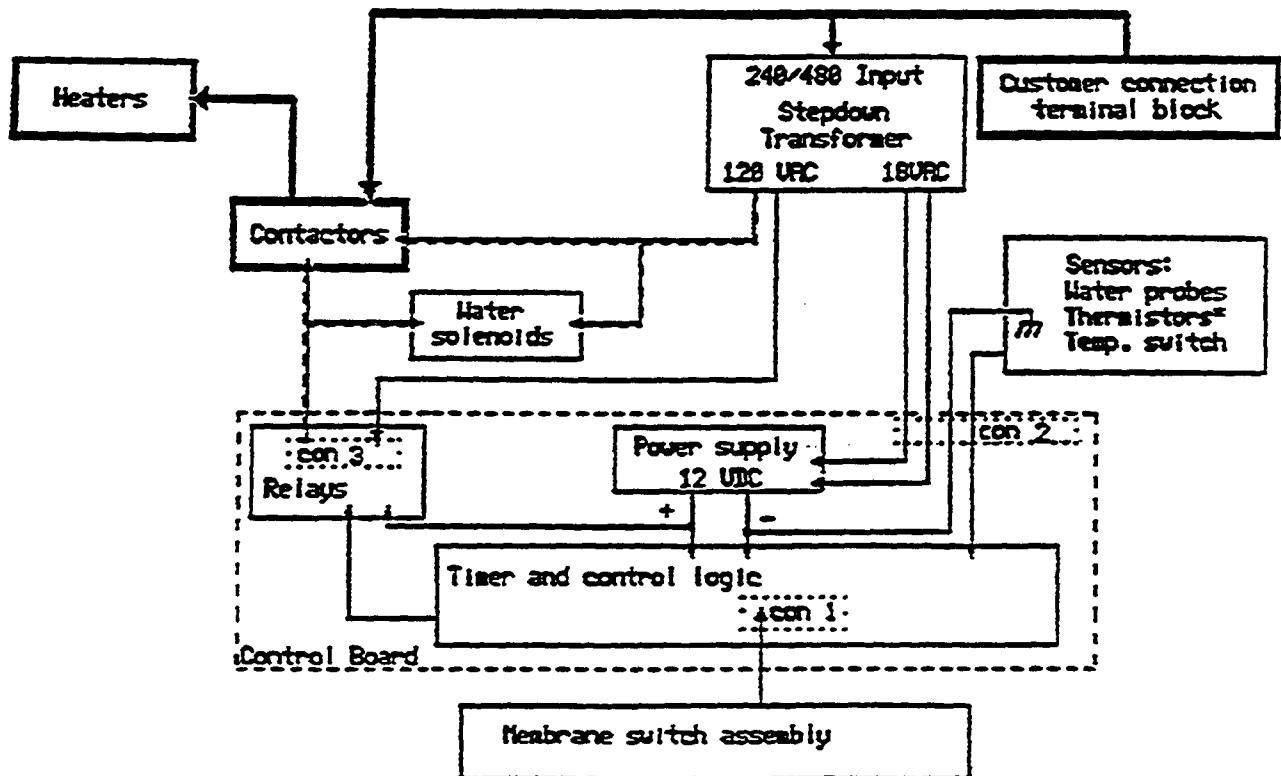 Heaters
240/480 Input
Stepdown
Transformer
120 VAC 18VAC
Customer connection
terminal block
Contactors
Water
solenoids
Sensors:
Water probes
Thermistors*
Temp. switch
con 3
Relays
Power supply
12 VDC
con 2
+ -
Timer and control logic
con 1
Control Board
Membrane switch assembly